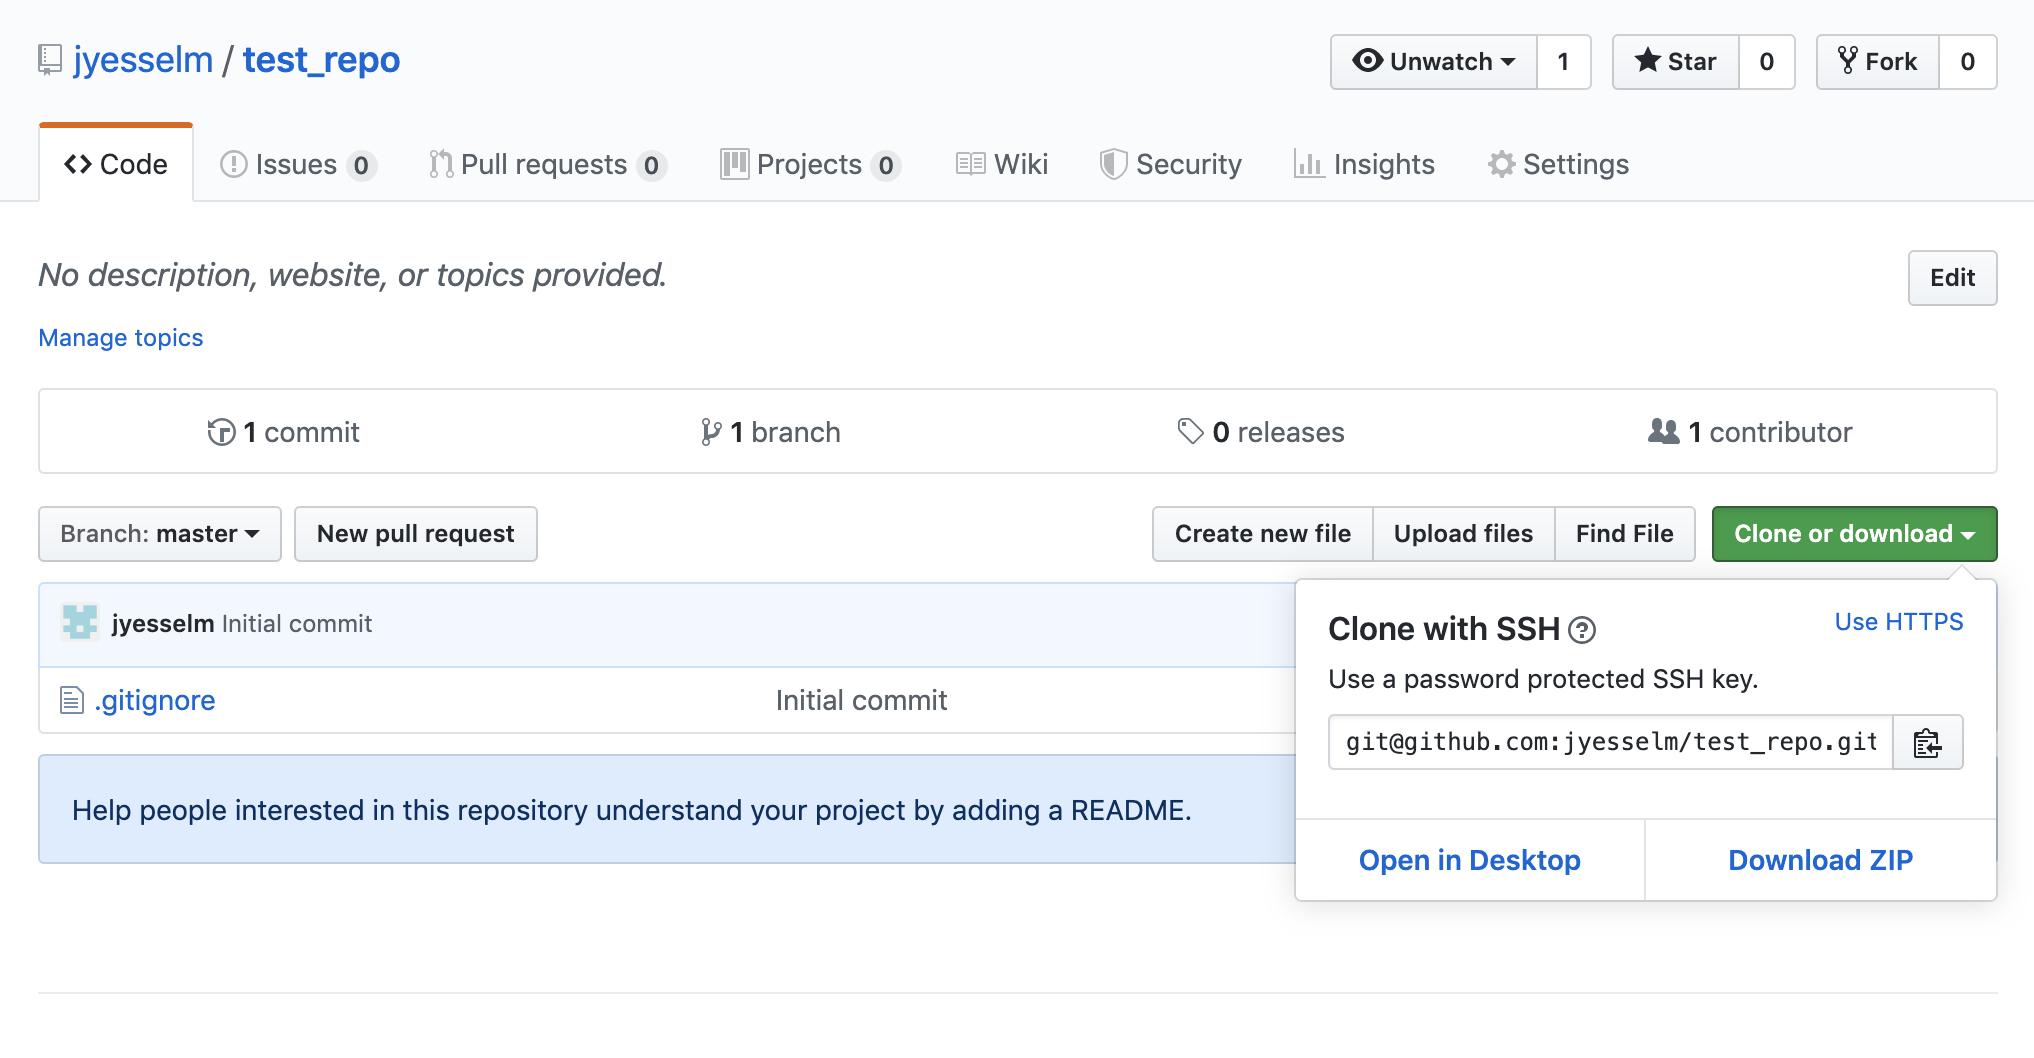 jyesselm / test_repo
Unwatch 1 Star 0 Fork 0
Code Issues 0 Pull requests 0 Projects 0 Wiki Security Insights Settings
No description, website, or topics provided.
Edit
Manage topics
1 commit 1 branch 0 releases 1 contributor
Branch: master New pull request Create new file Upload files Find File Clone or download
jyesselm Initial commit
.gitignore Initial commit
Help people interested in this repository understand your project by adding a README.
Clone with SSH ? Use HTTPS
Use a password protected SSH key.
git@github.com:jyesselm/test_repo.git
Open in Desktop Download ZIP